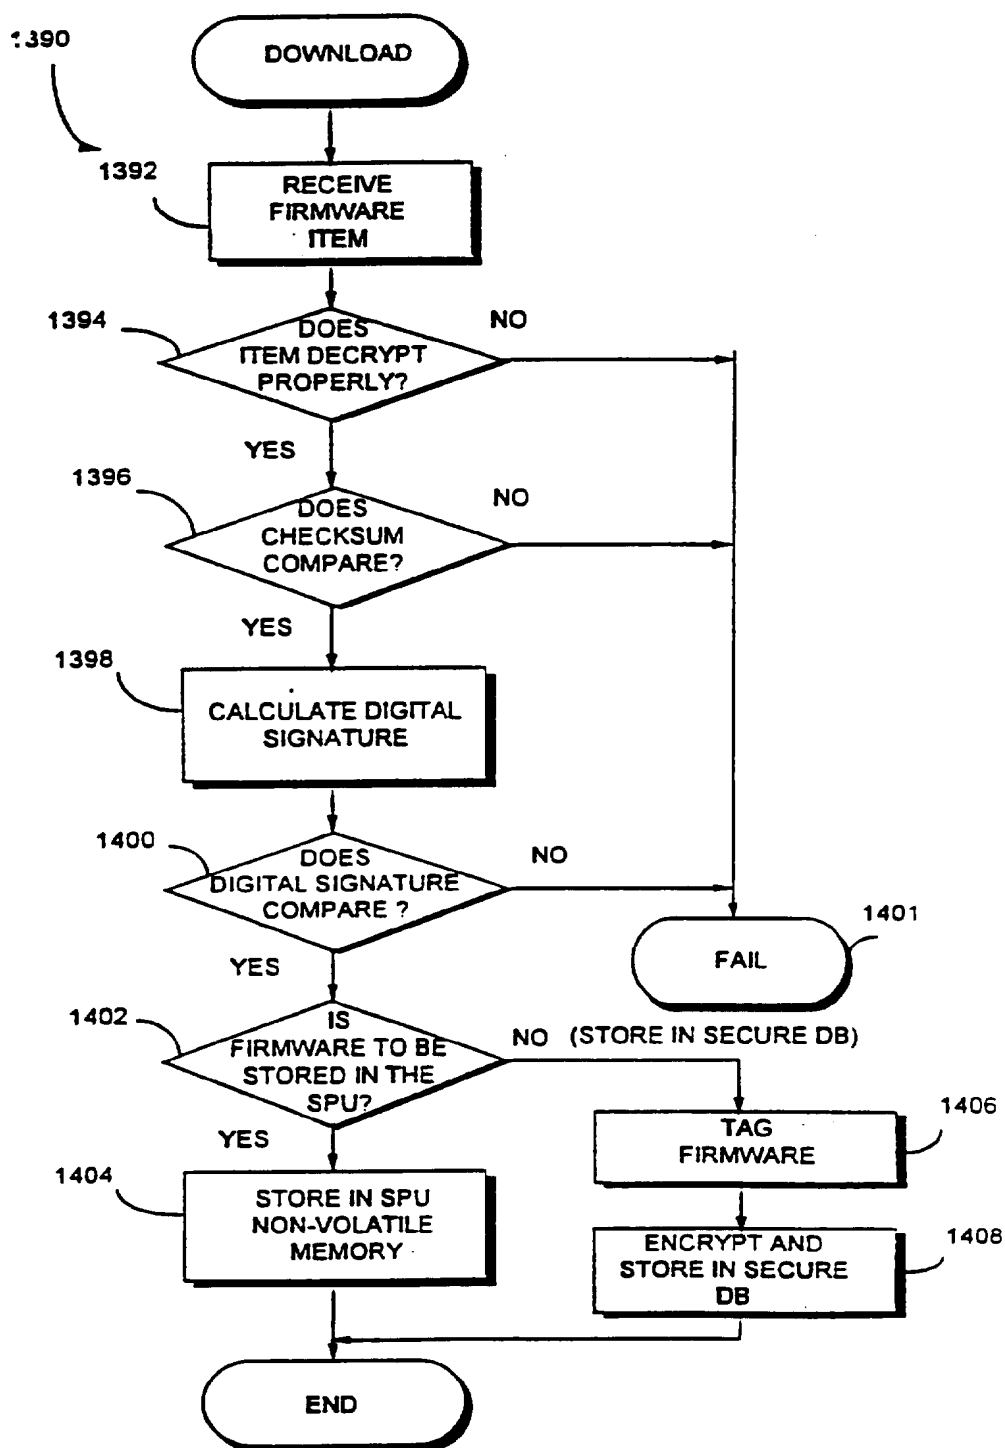 1390
DOWNLOAD
1392
RECEIVE
FIRMWARE
ITEM
1394
DOES
ITEM DECRYPT
PROPERLY?
NO
YES
1396
DOES
CHECKSUM
COMPARE?
NO
YES
1398
CALCULATE DIGITAL
SIGNATURE
1400
DOES
DIGITAL SIGNATURE
COMPARE ?
NO
YES
1401
FAIL
1402
IS
FIRMWARE TO BE
STORED IN THE
SPU?
NO (STORE IN SECURE DB)
YES
1404
STORE IN SPU
NON-VOLATILE
MEMORY
1406
TAG
FIRMWARE
1408
ENCRYPT AND
STORE IN SECURE
DB
END